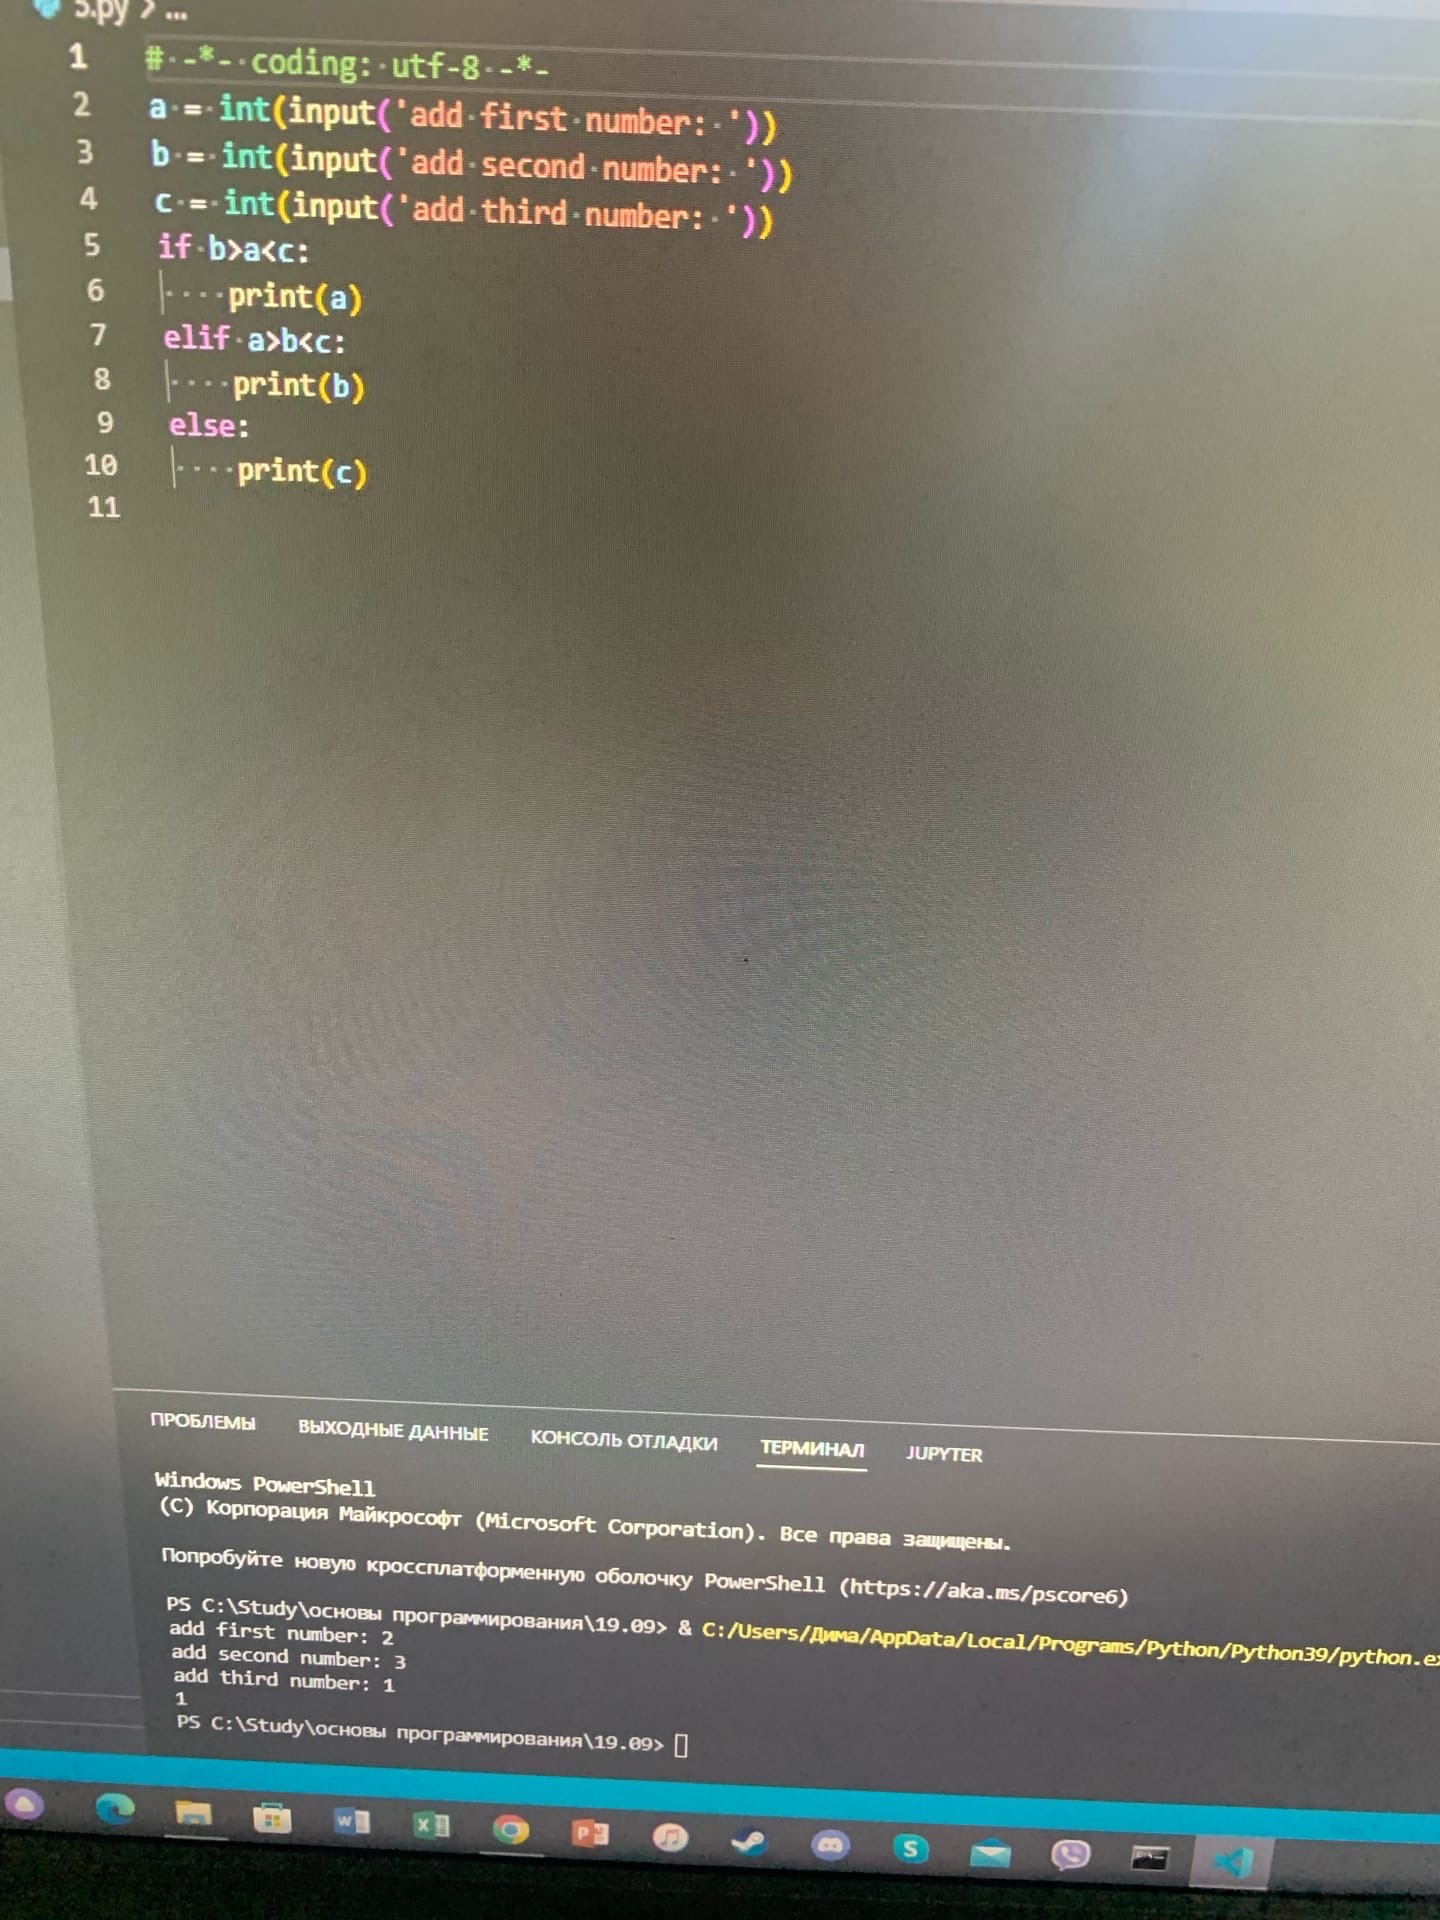 5.py > ...
1 # -*- coding: utf-8 -*-
2 a = int(input('add first number: '))
3 b = int(input('add second number: '))
4 c = int(input('add third number: '))
5 if b>a<c:
6     print(a)
7 elif a>b<c:
8     print(b)
9 else:
10     print(c)
11
ПРОБЛЕМЫ ВЫХОДНЫЕ ДАННЫЕ КОНСОЛЬ ОТЛАДКИ ТЕРМИНАЛ JUPYTER
Windows PowerShell
(C) Корпорация Майкрософт (Microsoft Corporation). Все права защищены.
Попробуйте новую кроссплатформенную оболочку PowerShell (https://aka.ms/pscore6)
PS C:\Study\основы программирования\19.09> & C:/Users/Дима/AppData/Local/Programs/Python/Python39/python.ex
add first number: 2
add second number: 3
add third number: 1
1
PS C:\Study\основы программирования\19.09>